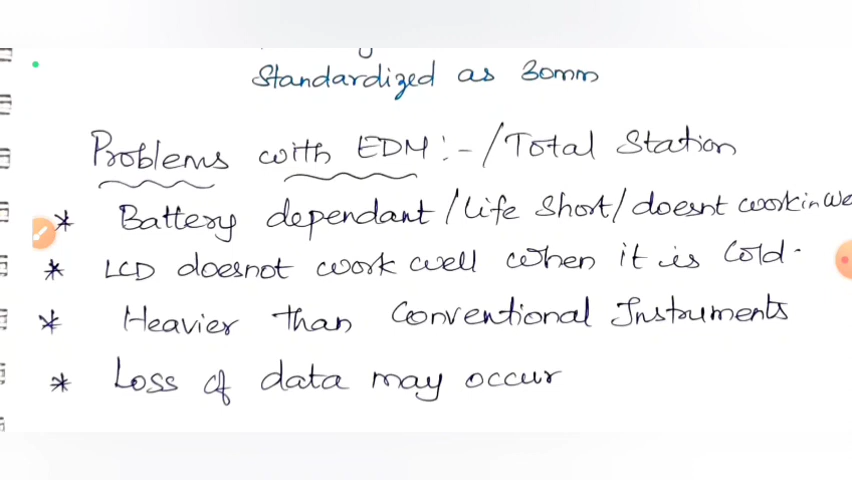 Standardized as 30mm
Problems with EDM :- / Total Station
* Battery dependant / life short / doesnt work in
* LCD doesnot work well when it is Cold.
* Heavier than Conventional Instruments
* Loss of data may occur